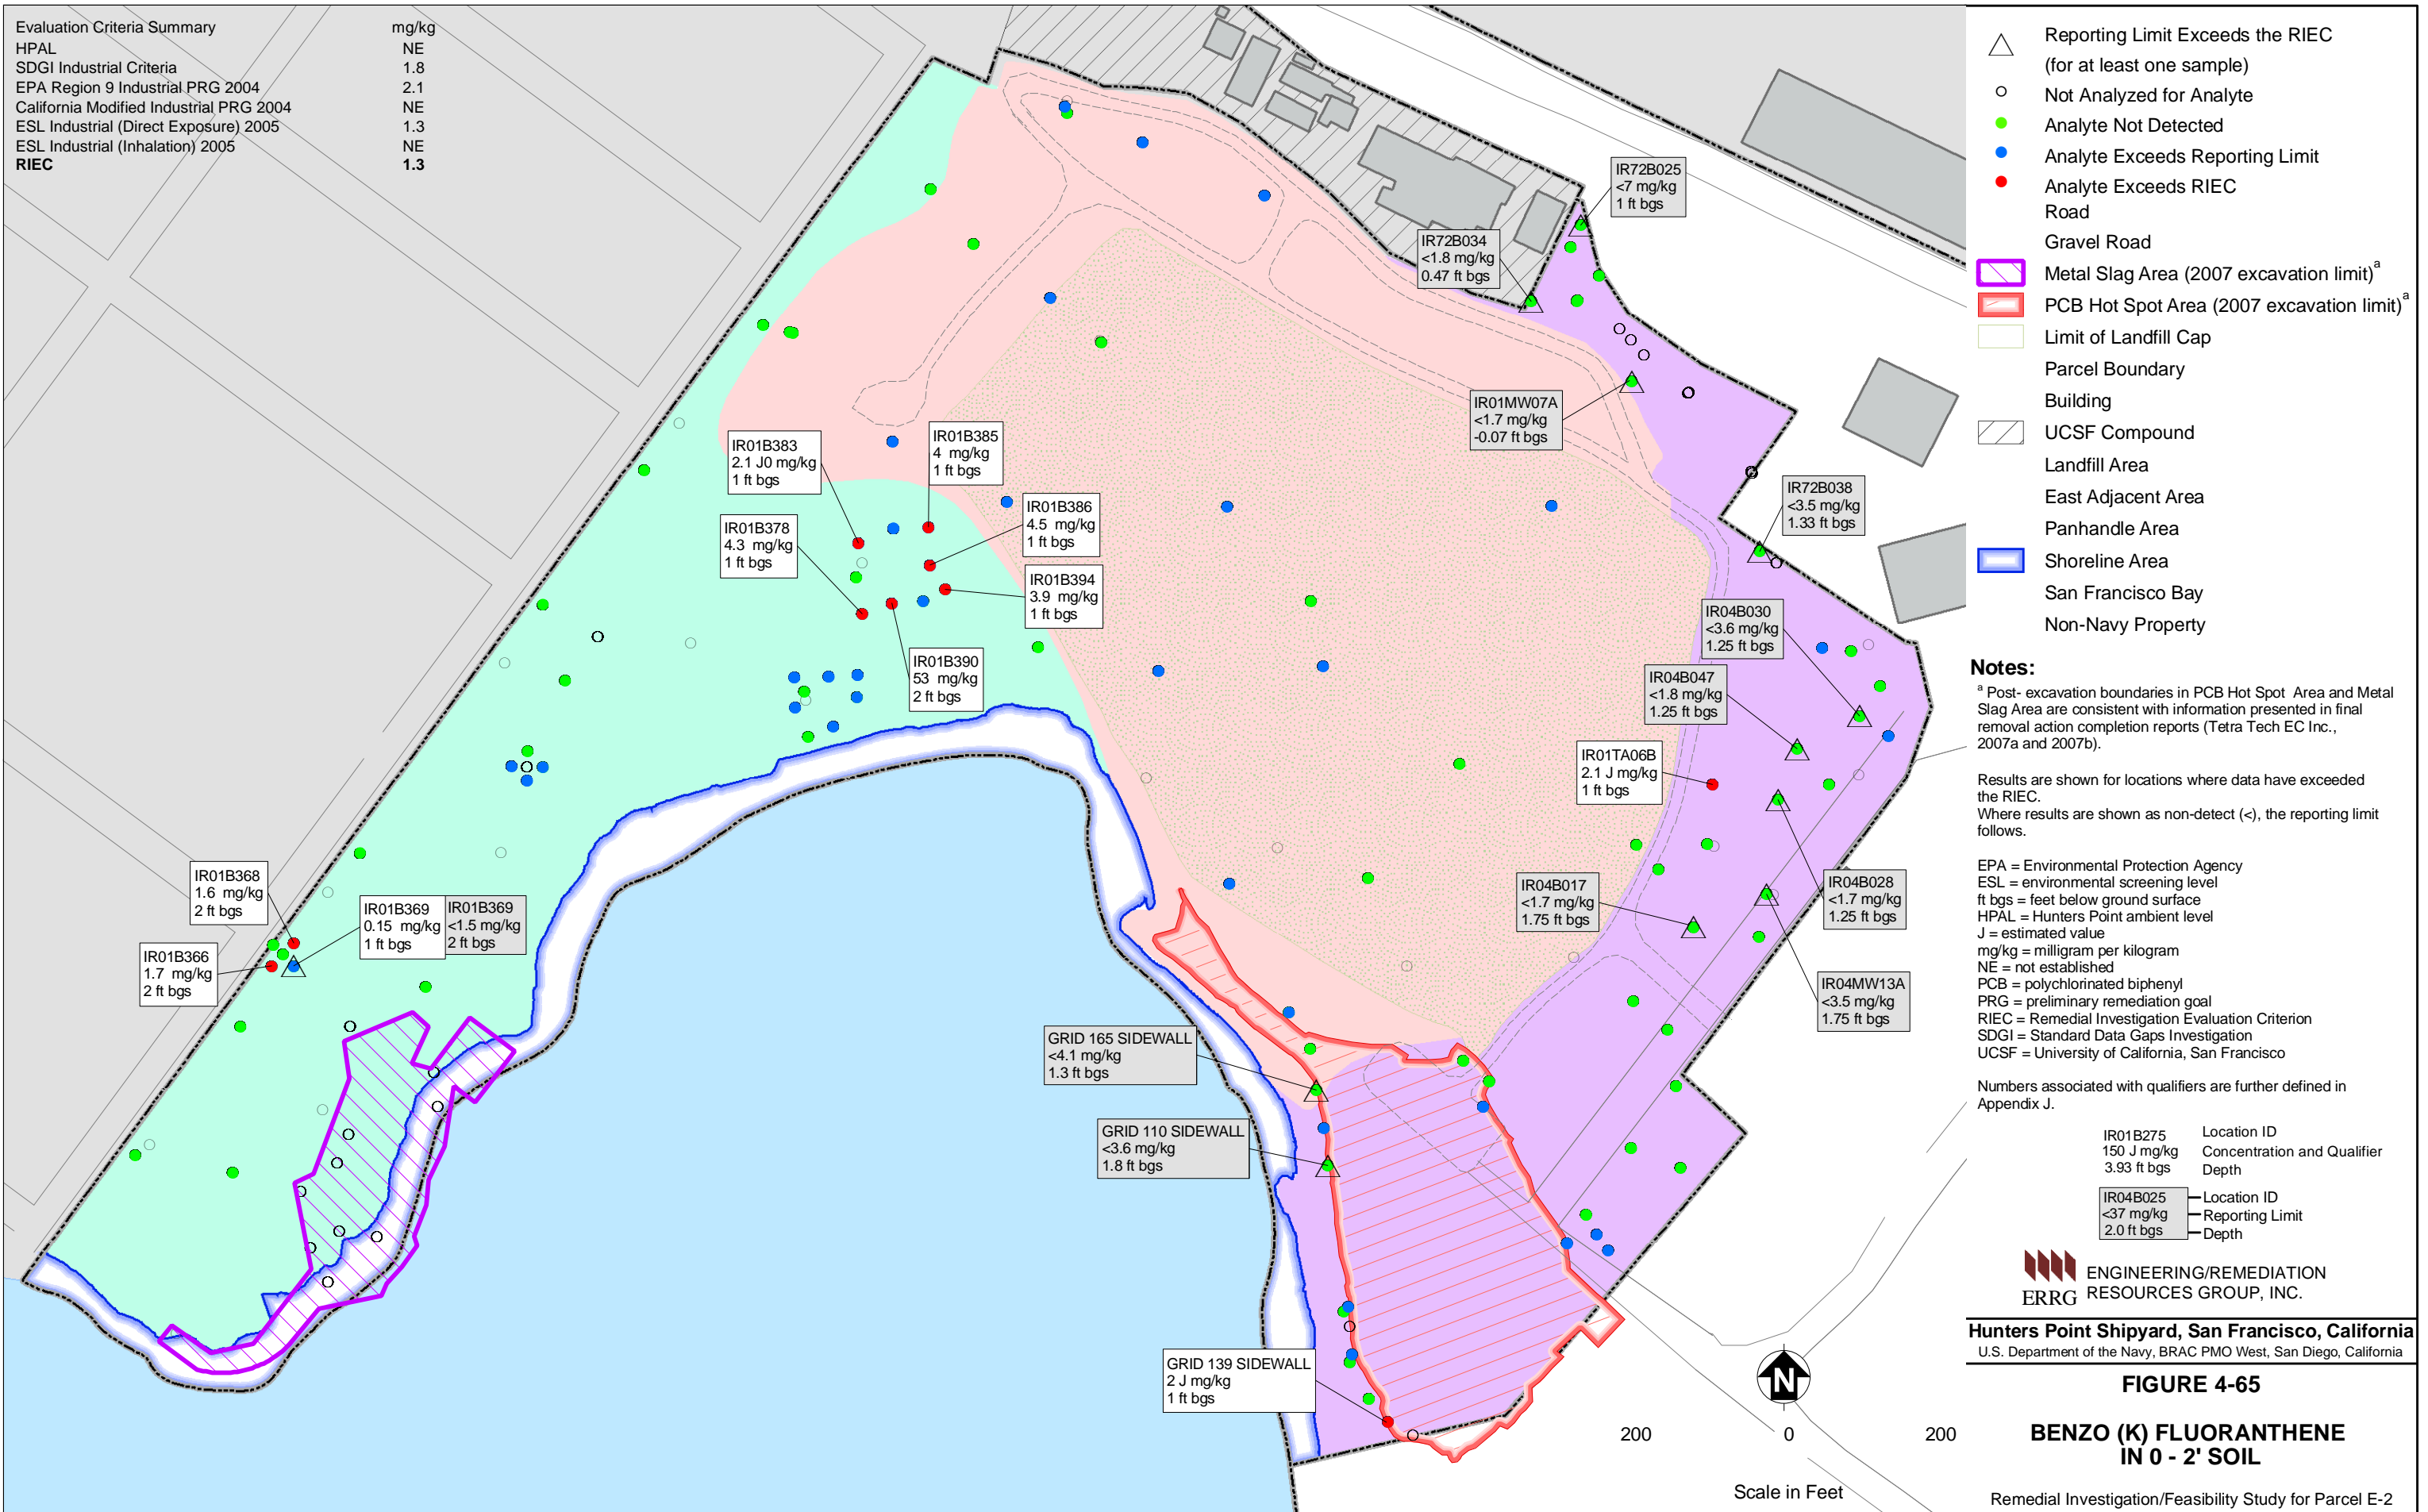 Evaluation Criteria Summary mg/kg
HPAL NE
SDGI Industrial Criteria 1.8
EPA Region 9 Industrial PRG 2004 2.1
California Modified Industrial PRG 2004 NE
ESL Industrial (Direct Exposure) 2005 1.3
ESL Industrial (Inhalation) 2005 NE
RIEC 1.3
IR72B025
<7 mg/kg
1 ft bgs
IR72B034
<1.8 mg/kg
0.47 ft bgs
IR01MW07A
<1.7 mg/kg
-0.07 ft bgs
IR01B383
2.1 J0 mg/kg
1 ft bgs
IR01B385
4 mg/kg
1 ft bgs
IR01B386
4.5 mg/kg
1 ft bgs
IR01B378
4.3 mg/kg
1 ft bgs
IR01B394
3.9 mg/kg
1 ft bgs
IR01B390
53 mg/kg
2 ft bgs
IR72B038
<3.5 mg/kg
1.33 ft bgs
IR04B030
<3.6 mg/kg
1.25 ft bgs
IR04B047
<1.8 mg/kg
1.25 ft bgs
IR01TA06B
2.1 J mg/kg
1 ft bgs
IR04B017
<1.7 mg/kg
1.75 ft bgs
IR04B028
<1.7 mg/kg
1.25 ft bgs
IR04MW13A
<3.5 mg/kg
1.75 ft bgs
IR01B368
1.6 mg/kg
2 ft bgs
IR01B369
0.15 mg/kg
1 ft bgs
IR01B369
<1.5 mg/kg
2 ft bgs
IR01B366
1.7 mg/kg
2 ft bgs
GRID 165 SIDEWALL
<4.1 mg/kg
1.3 ft bgs
GRID 110 SIDEWALL
<3.6 mg/kg
1.8 ft bgs
GRID 139 SIDEWALL
2 J mg/kg
1 ft bgs
N
200 0 200
Scale in Feet
Reporting Limit Exceeds the RIEC
(for at least one sample)
Not Analyzed for Analyte
Analyte Not Detected
Analyte Exceeds Reporting Limit
Analyte Exceeds RIEC
Road
Gravel Road
Metal Slag Area (2007 excavation limit)a
PCB Hot Spot Area (2007 excavation limit)a
Limit of Landfill Cap
Parcel Boundary
Building
UCSF Compound
Landfill Area
East Adjacent Area
Panhandle Area
Shoreline Area
San Francisco Bay
Non-Navy Property
Notes:
a Post- excavation boundaries in PCB Hot Spot Area and Metal
Slag Area are consistent with information presented in final
removal action completion reports (Tetra Tech EC Inc.,
2007a and 2007b).
Results are shown for locations where data have exceeded
the RIEC.
Where results are shown as non-detect (<), the reporting limit
follows.
EPA = Environmental Protection Agency
ESL = environmental screening level
ft bgs = feet below ground surface
HPAL = Hunters Point ambient level
J = estimated value
mg/kg = milligram per kilogram
NE = not established
PCB = polychlorinated biphenyl
PRG = preliminary remediation goal
RIEC = Remedial Investigation Evaluation Criterion
SDGI = Standard Data Gaps Investigation
UCSF = University of California, San Francisco
Numbers associated with qualifiers are further defined in
Appendix J.
IR01B275 Location ID
150 J mg/kg Concentration and Qualifier
3.93 ft bgs Depth
IR04B025 Location ID
<37 mg/kg Reporting Limit
2.0 ft bgs Depth
ERRG
ENGINEERING/REMEDIATION
RESOURCES GROUP, INC.
Hunters Point Shipyard, San Francisco, California
U.S. Department of the Navy, BRAC PMO West, San Diego, California
FIGURE 4-65
BENZO (K) FLUORANTHENE
IN 0 - 2' SOIL
Remedial Investigation/Feasibility Study for Parcel E-2